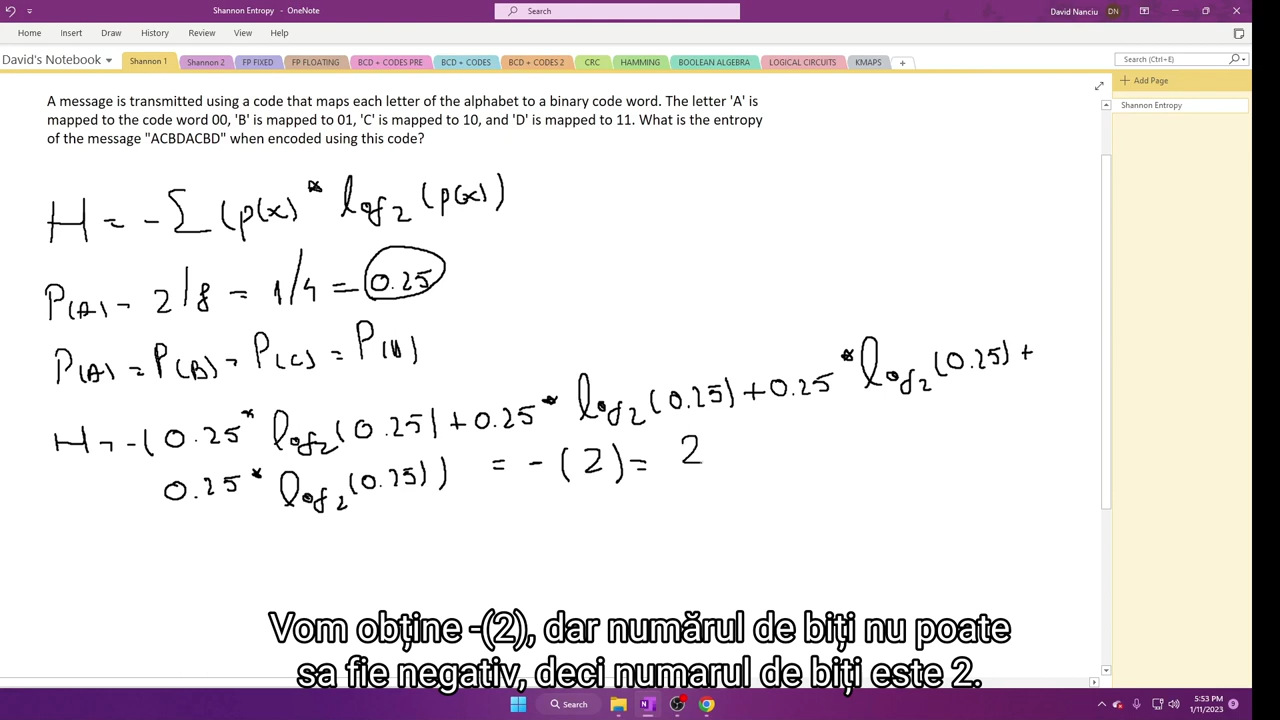 Shannon Entropy - OneNote
Search
David Nanciu
DN
Home Insert Draw History Review View Help
David's Notebook
Shannon 1 Shannon 2 FP FIXED FP FLOATING BCD + CODES PRE BCD + CODES BCD + CODES 2 CRC HAMMING BOOLEAN ALGEBRA LOGICAL CIRCUITS KMAPS
Search (Ctrl+E)
Add Page
Shannon Entropy
A message is transmitted using a code that maps each letter of the alphabet to a binary code word. The letter 'A' is
mapped to the code word 00, 'B' is mapped to 01, 'C' is mapped to 10, and 'D' is mapped to 11. What is the entropy
of the message "ACBDACBD" when encoded using this code?
H = - Σ (p(x) * log2 (p(x))
P(A) = 2/8 = 1/4 = 0.25
P(A) = P(B) = P(C) = P(D)
H = -(0.25 * log2(0.25) + 0.25 * log2(0.25) + 0.25 * log2(0.25) +
0.25 * log2(0.25)) = -(2) = 2
Vom obține -(2), dar numărul de biți nu poate
sa fie negativ, deci numarul de biți este 2.
Search
5:53 PM
1/11/2023
3